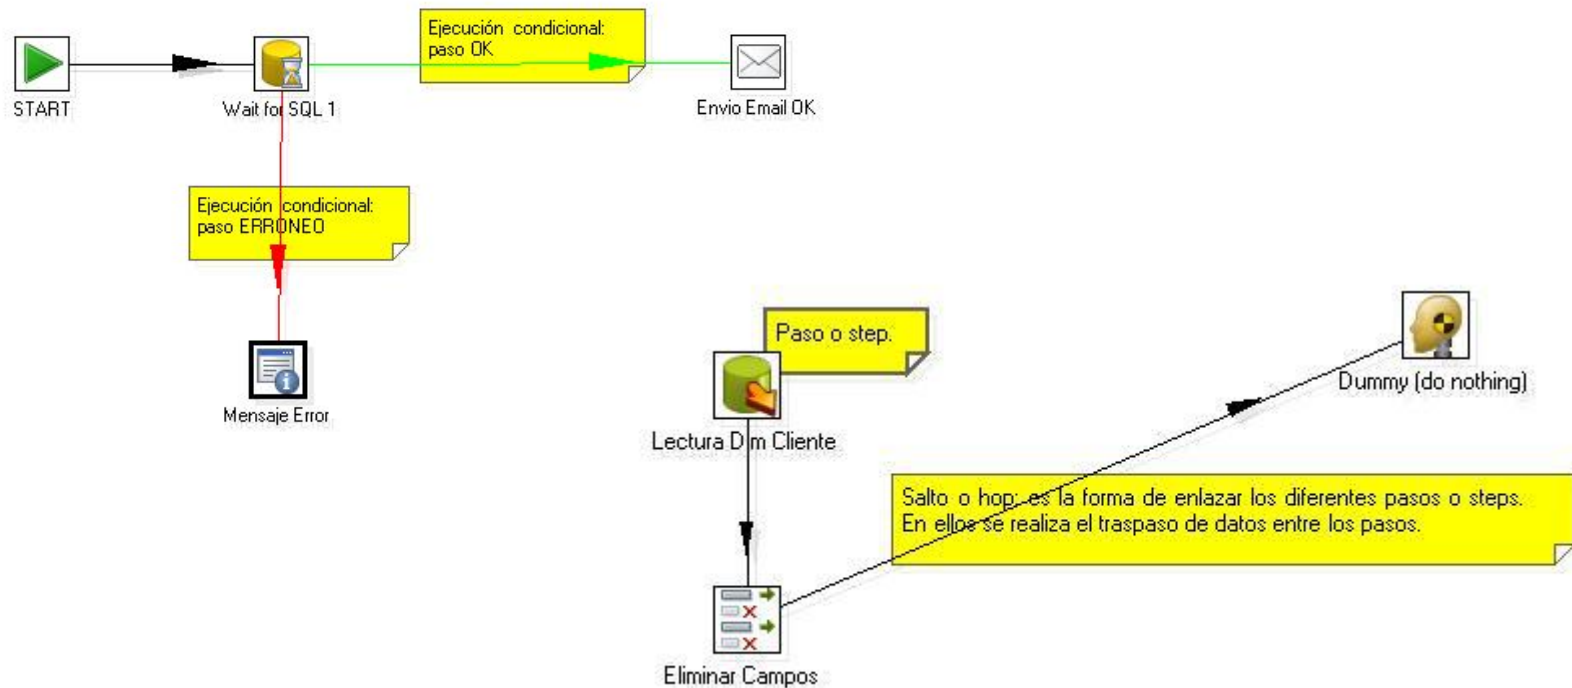 Ejecución condicional:
paso OK
START
Wait for SQL 1
Envio Email OK
Ejecución condicional:
paso ERRONEO
Mensaje Error
Paso o step.
Lectura Dim Cliente
Dummy (do nothing)
Salto o hop: es la forma de enlazar los diferentes pasos o steps.
En ellos se realiza el traspaso de datos entre los pasos.
Eliminar Campos